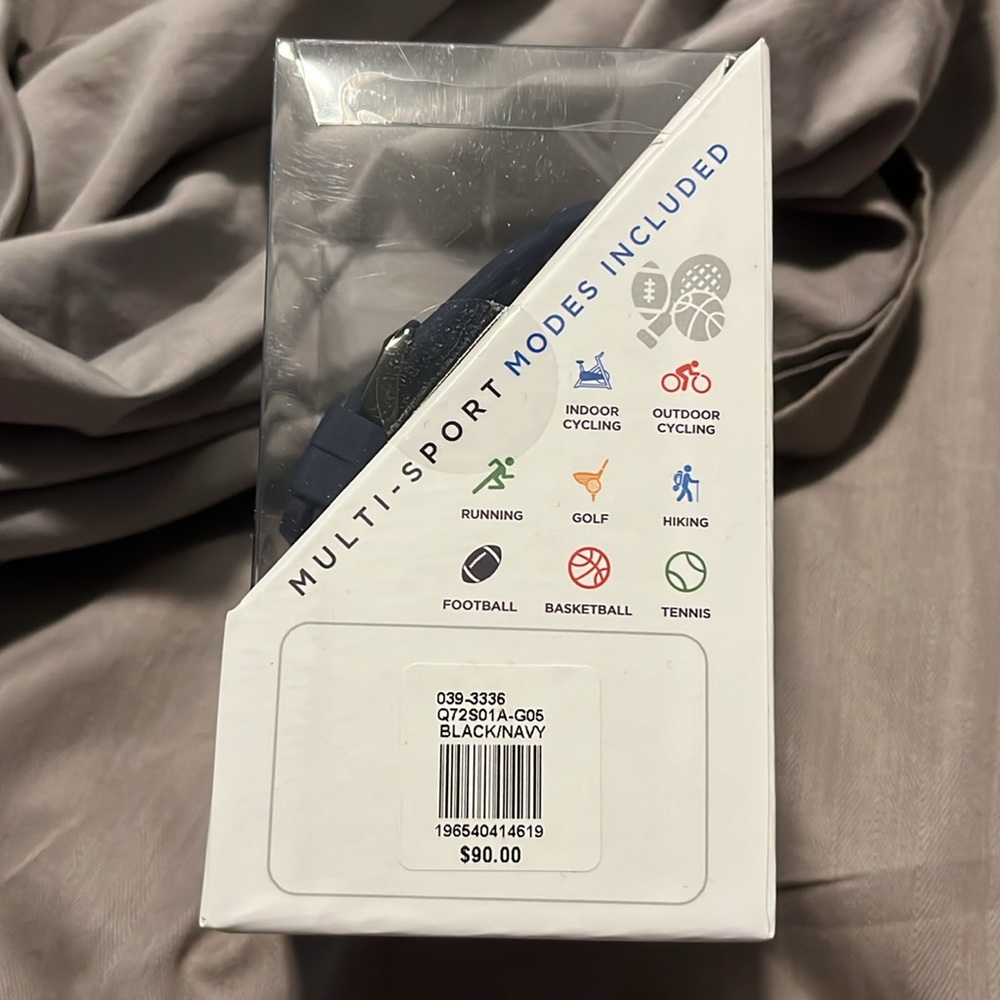 MULTI-SPORT MODES INCLUDED
INDOOR
CYCLING
OUTDOOR
CYCLING
RUNNING
GOLF
HIKING
FOOTBALL
BASKETBALL
TENNIS
039-3336
Q72S01A-G05
BLACK/NAVY
196540414619
$90.00